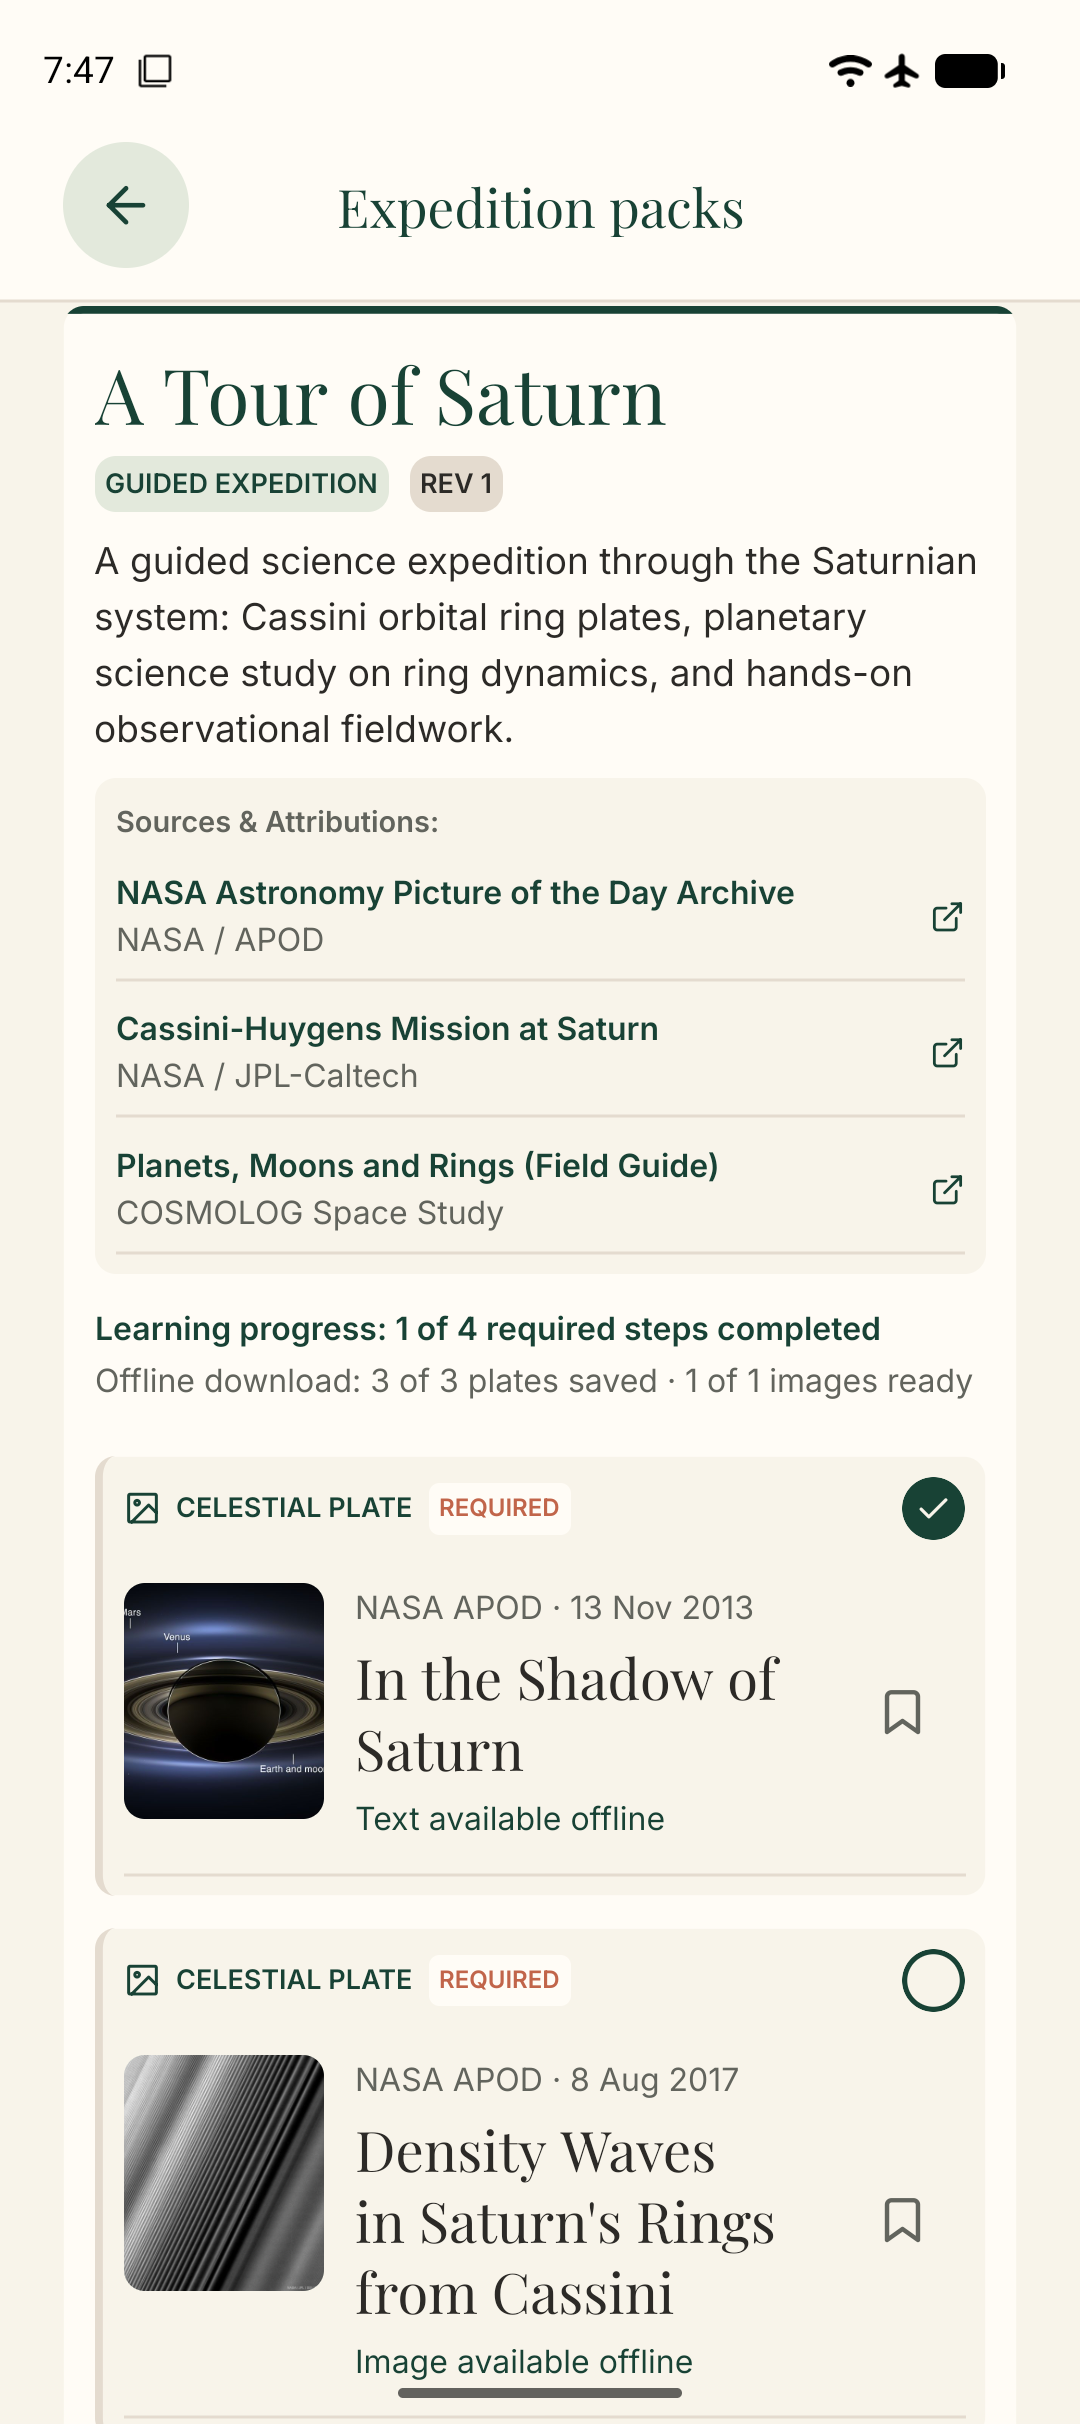 7:47
Expedition packs
A Tour of Saturn
GUIDED EXPEDITION REV 1
A guided science expedition through the Saturnian
system: Cassini orbital ring plates, planetary
science study on ring dynamics, and hands-on
observational fieldwork.
Sources & Attributions:
NASA Astronomy Picture of the Day Archive
NASA / APOD
Cassini-Huygens Mission at Saturn
NASA / JPL-Caltech
Planets, Moons and Rings (Field Guide)
COSMOLOG Space Study
Learning progress: 1 of 4 required steps completed
Offline download: 3 of 3 plates saved · 1 of 1 images ready
CELESTIAL PLATE REQUIRED
Mars
Venus
Earth and moo
NASA APOD · 13 Nov 2013
In the Shadow of
Saturn
Text available offline
CELESTIAL PLATE REQUIRED
NASA APOD · 8 Aug 2017
Density Waves
in Saturn's Rings
from Cassini
Image available offline